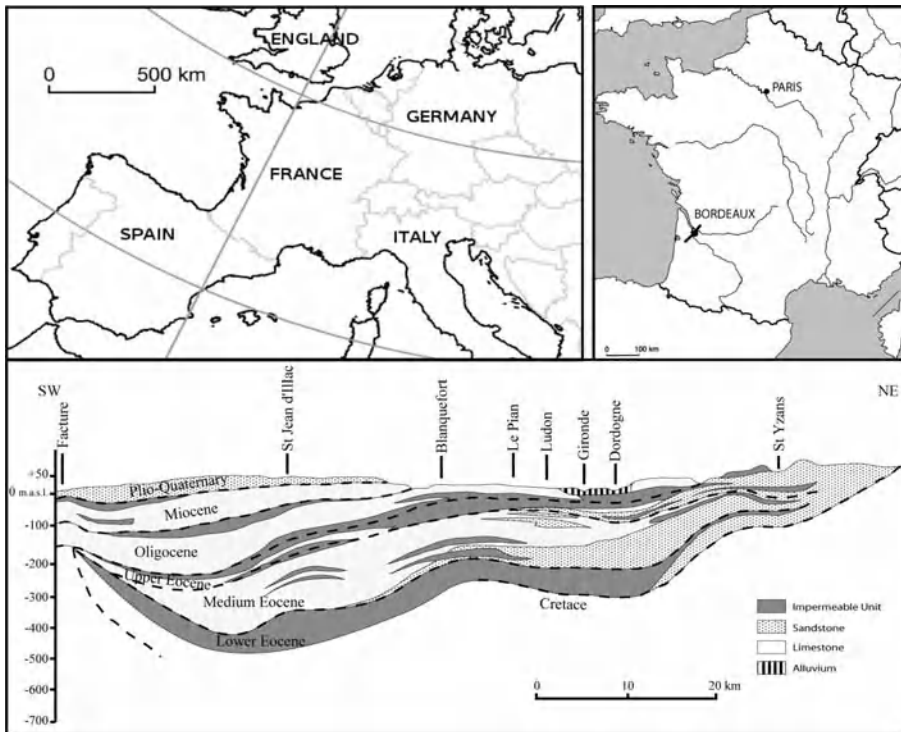 ENGLAND
0 500 km
GERMANY
FRANCE
SPAIN
ITALY
PARIS
BORDEAUX
0 100 km
SW
NE
Facture
St Jean d'Illac
Blanquefort
Le Pian
Ludon
Gironde
Dordogne
St Yzans
+50
0 m.a.s.l.
-100
-200
-300
-400
-500
-600
-700
Plio-Quaternary
Miocene
Oligocene
Upper Eocene
Medium Eocene
Lower Eocene
Cretace
Impermeable Unit
Sandstone
Limestone
Alluvium
0 10 20 km